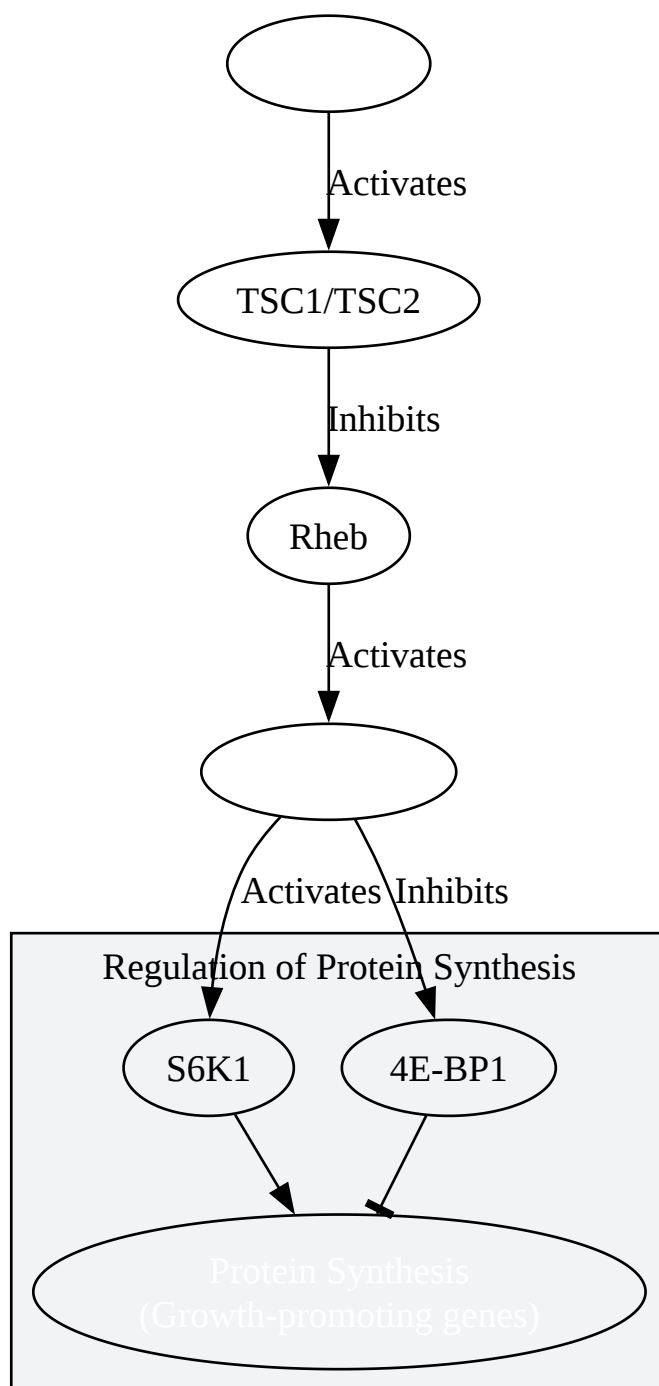 Activates
TSC1/TSC2
Inhibits
Rheb
Activates
Activates
Inhibits
Regulation of Protein Synthesis
S6K1
4E-BP1
Protein Synthesis
(Growth-promoting genes)